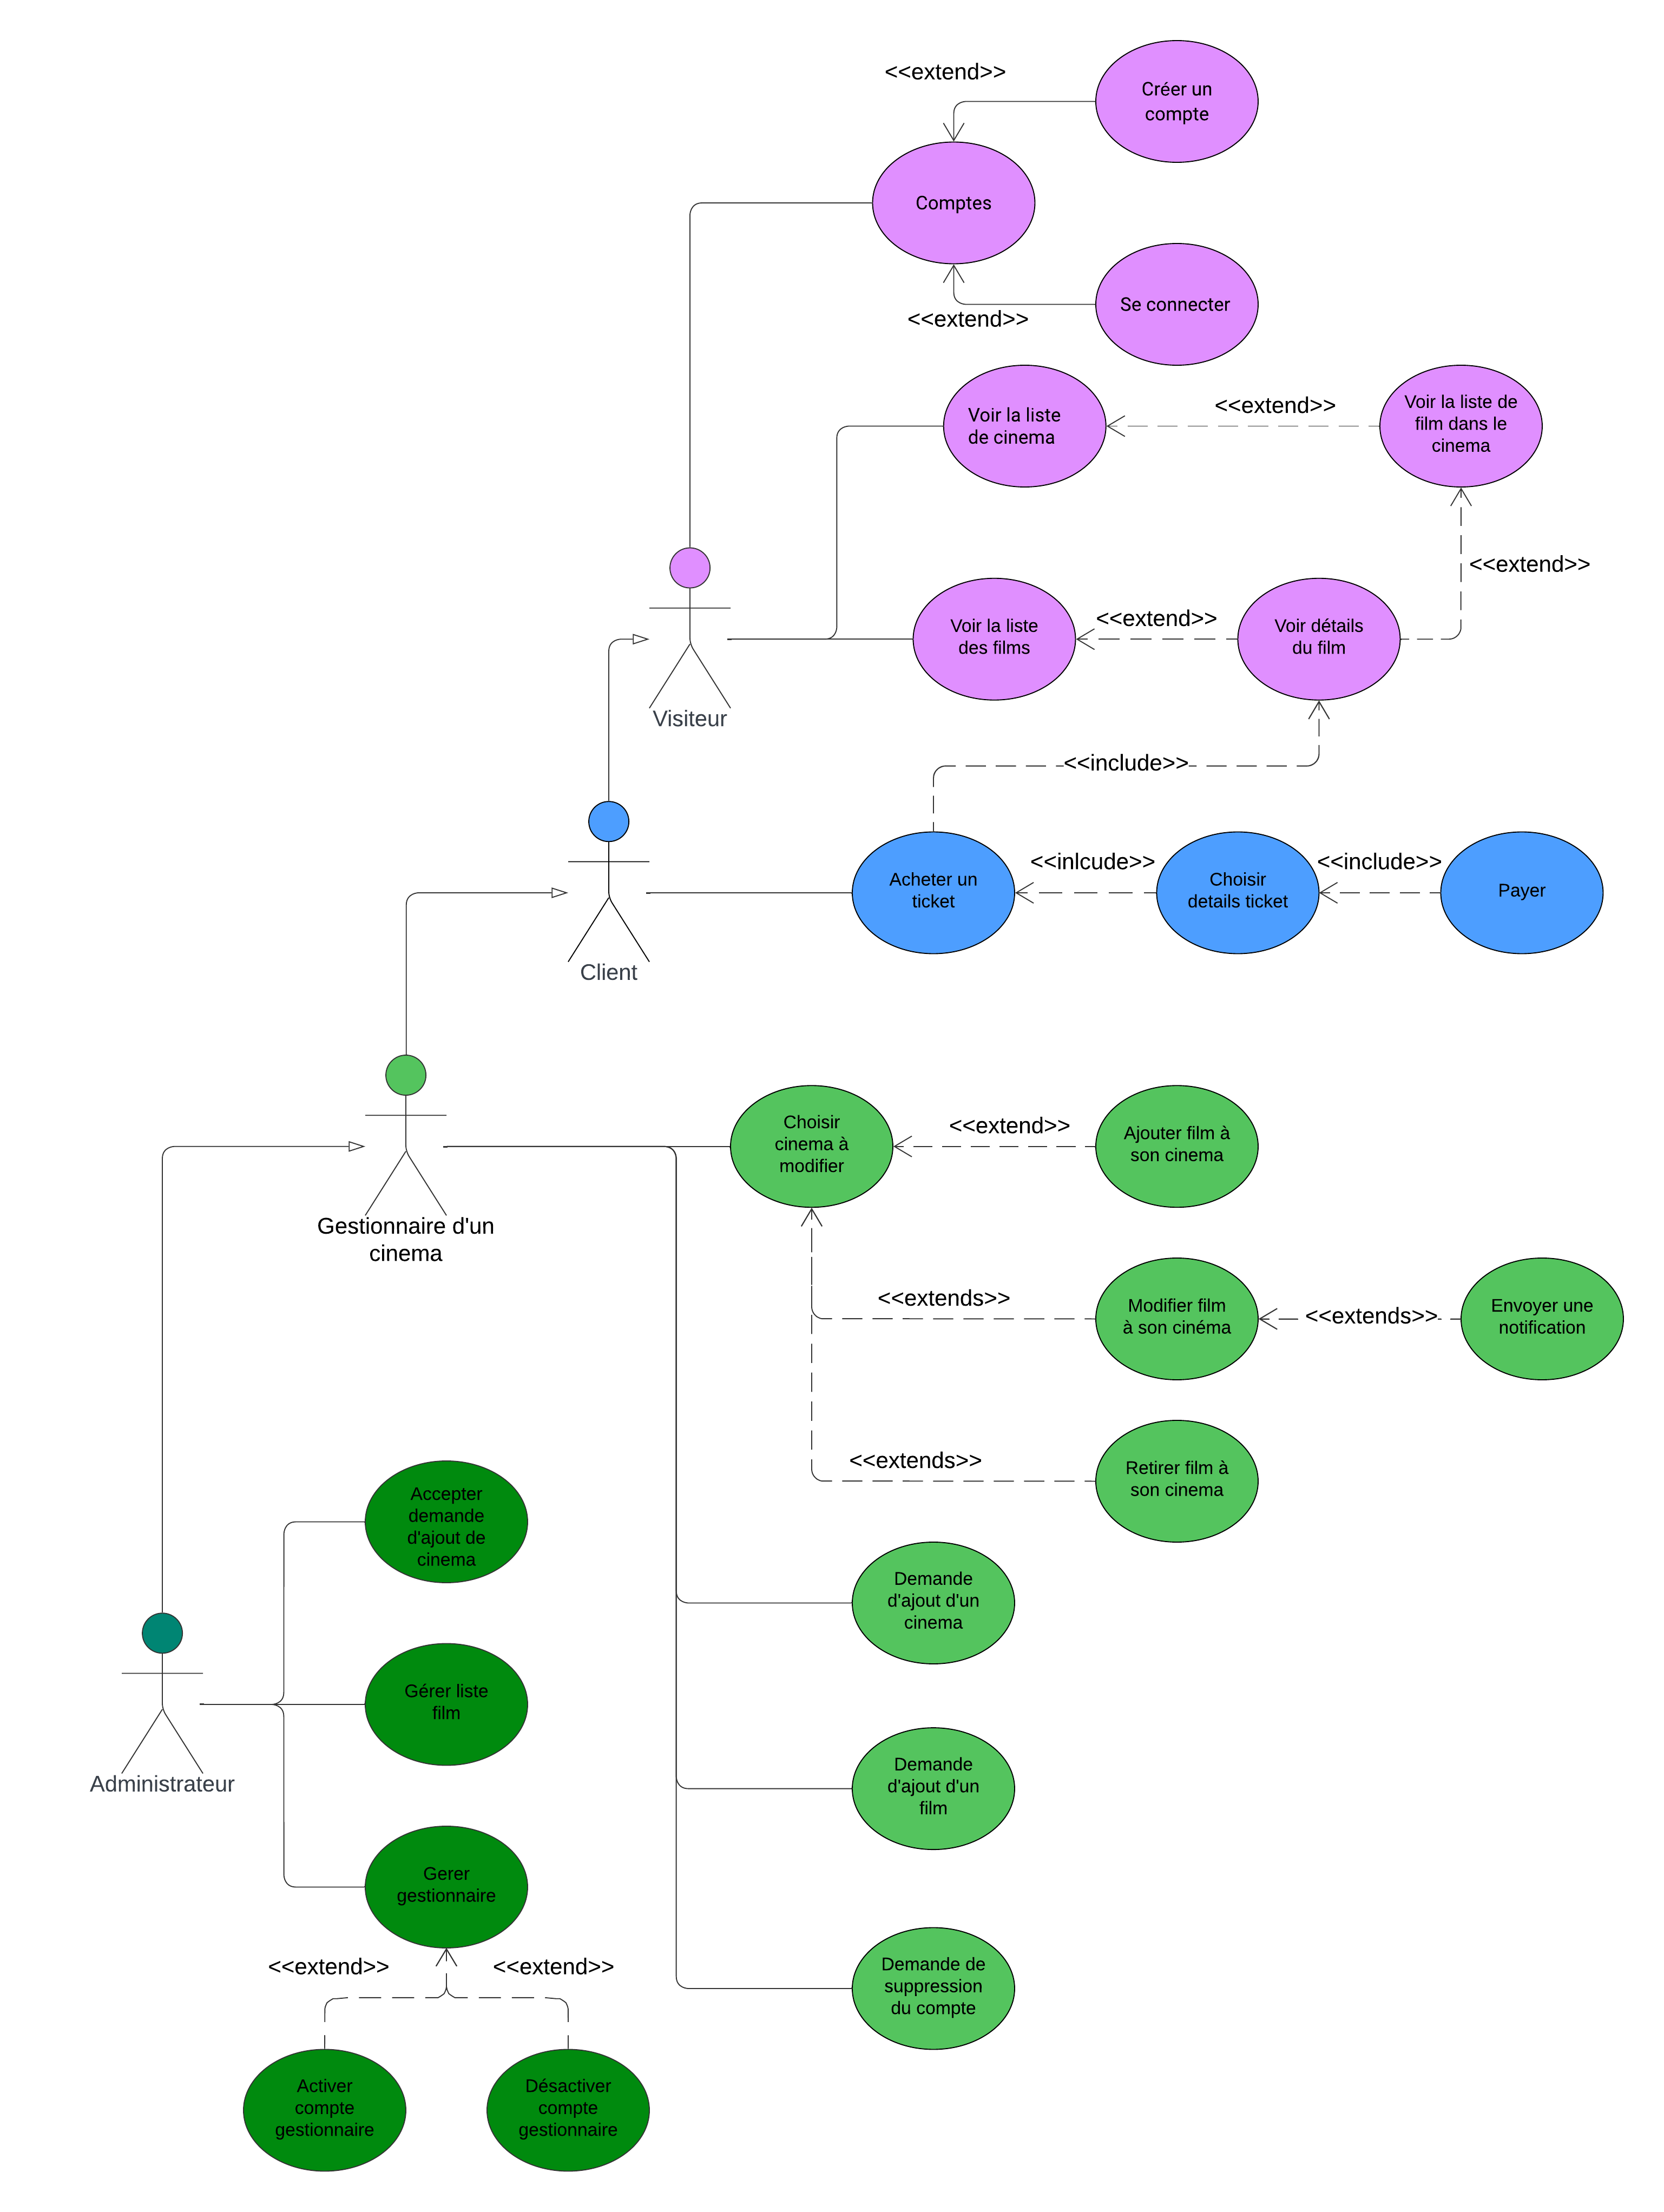 <<extend>>
Créer un
compte
Comptes
Se connecter
<<extend>>
Voir la liste
de cinema
<<extend>>
Voir la liste de
film dans le
cinema
<<extend>>
Voir la liste
des films
<<extend>>
Voir détails
du film
Visiteur
<<include>>
Acheter un
ticket
<<inlcude>>
Choisir
details ticket
<<include>>
Payer
Client
Choisir
cinema à
modifier
<<extend>>
Ajouter film à
son cinema
Gestionnaire d'un
cinema
<<extends>>
Modifier film
à son cinéma
<<extends>>
Envoyer une
notification
<<extends>>
Retirer film à
son cinema
Accepter
demande
d'ajout de
cinema
Demande
d'ajout d'un
cinema
Gérer liste
film
Administrateur
Demande
d'ajout d'un
film
Gerer
gestionnaire
<<extend>>
<<extend>>
Demande de
suppression
du compte
Activer
compte
gestionnaire
Désactiver
compte
gestionnaire